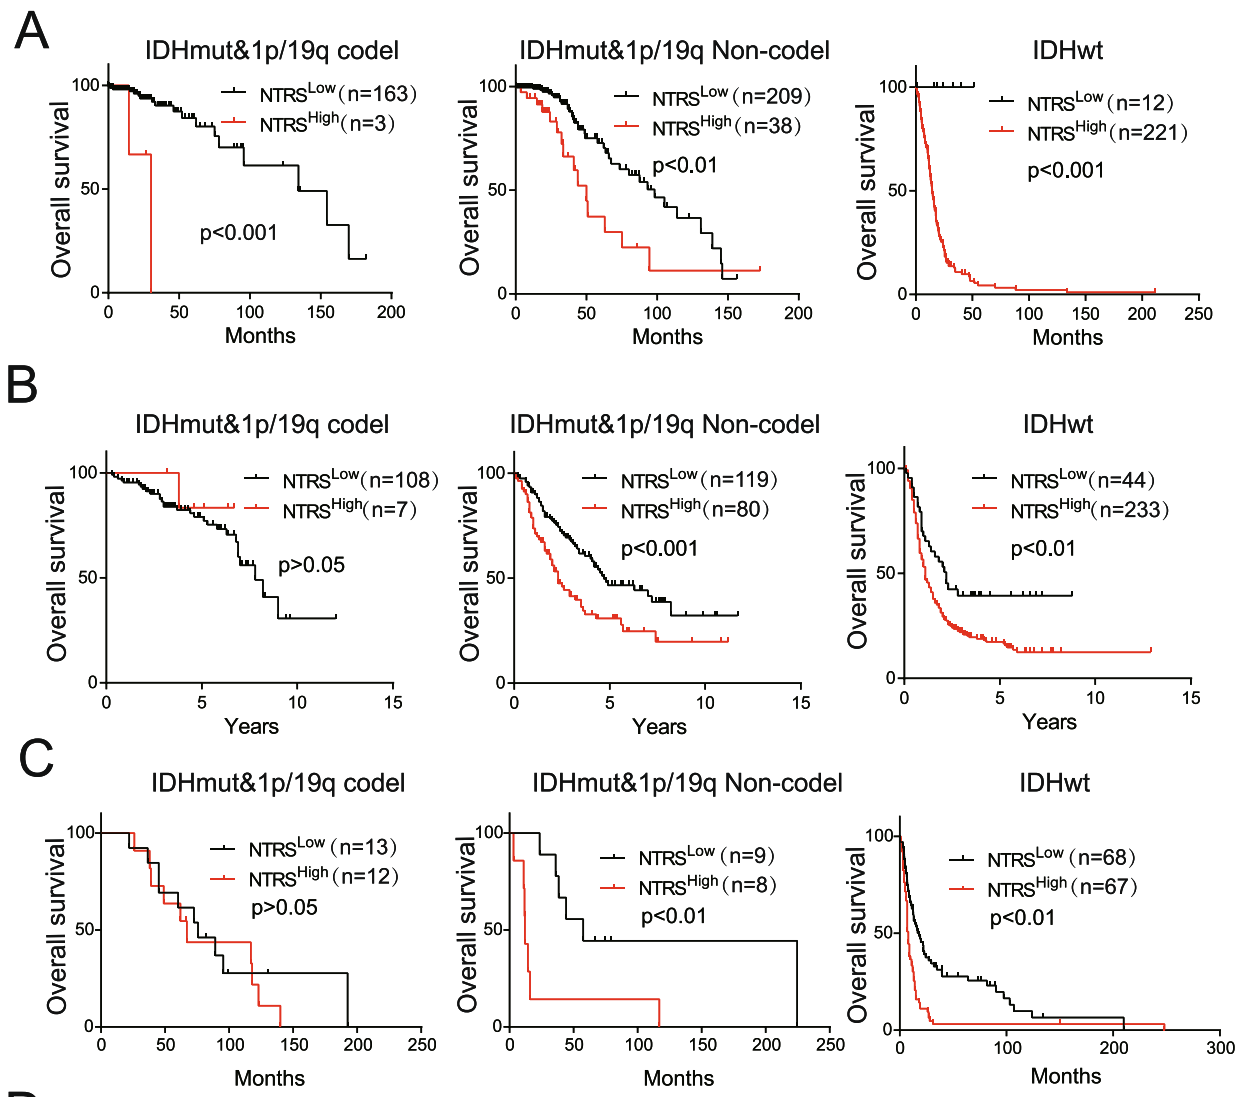 A
IDHmut&1p/19q codel
IDHmut&1p/19q Non-codel
IDHwt
Overall survival
100
50
0
NTRSLow(n=163)
NTRSHigh(n=3)
p<0.001
0 50 100 150 200
Months
Overall survival
100
50
0
NTRSLow(n=209)
NTRSHigh(n=38)
p<0.01
0 50 100 150 200
Months
Overall survival
100
50
0
NTRSLow(n=12)
NTRSHigh(n=221)
p<0.001
0 50 100 150 200 250
Months
B
IDHmut&1p/19q codel
IDHmut&1p/19q Non-codel
IDHwt
Overall survival
100
50
0
NTRSLow(n=108)
NTRSHigh(n=7)
p>0.05
0 5 10 15
Years
Overall survival
100
50
0
NTRSLow(n=119)
NTRSHigh(n=80)
p<0.001
0 5 10 15
Years
Overall survival
100
50
0
NTRSLow(n=44)
NTRSHigh(n=233)
p<0.01
0 5 10 15
Years
C
IDHmut&1p/19q codel
IDHmut&1p/19q Non-codel
IDHwt
Overall survival
100
50
0
NTRSLow(n=13)
NTRSHigh(n=12)
p>0.05
0 50 100 150 200 250
Months
Overall survival
100
50
0
NTRSLow(n=9)
NTRSHigh(n=8)
p<0.01
0 50 100 150 200 250
Months
Overall survival
100
50
0
NTRSLow(n=68)
NTRSHigh(n=67)
p<0.01
0 100 200 300
Months